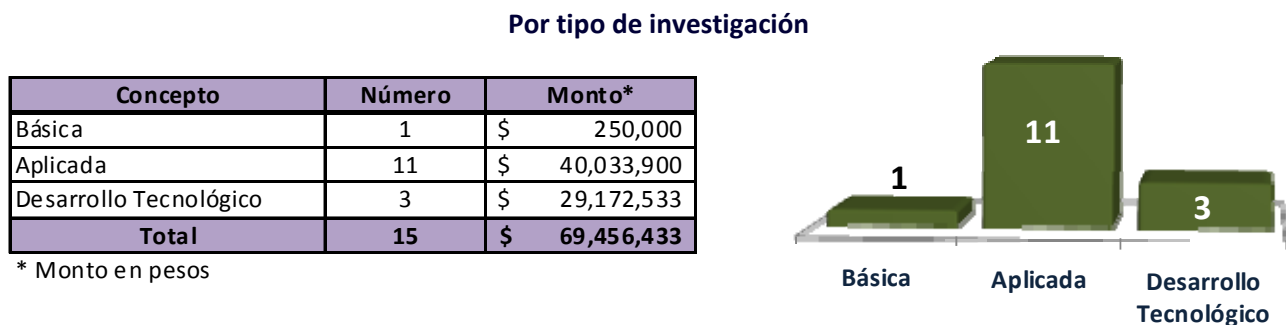 Por tipo de investigación
Concepto Número Monto*
Básica 1 $ 250,000
Aplicada 11 $ 40,033,900
Desarrollo Tecnológico 3 $ 29,172,533
Total 15 $ 69,456,433
* Monto en pesos
1
11
3
Básica
Aplicada
Desarrollo
Tecnológico